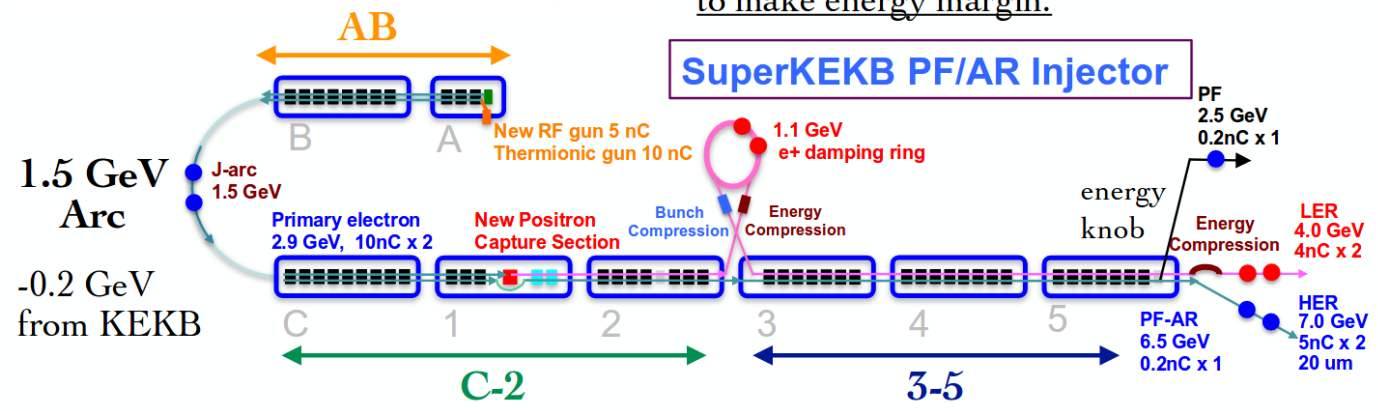 to make energy margin.
AB
SuperKEKB PF/AR Injector
PF
2.5 GeV
0.2nC x 1
B
A
New RF gun 5 nC
Thermionic gun 10 nC
1.1 GeV
e+ damping ring
1.5 GeV
Arc
J-arc
1.5 GeV
energy
knob
Primary electron
2.9 GeV, 10nC x 2
New Positron
Capture Section
Bunch
Compression
Energy
Compression
Energy
Compression
LER
4.0 GeV
4nC x 2
-0.2 GeV
from KEKB
C
1
2
3
4
5
PF-AR
6.5 GeV
0.2nC x 1
HER
7.0 GeV
5nC x 2
20 um
C-2
3-5